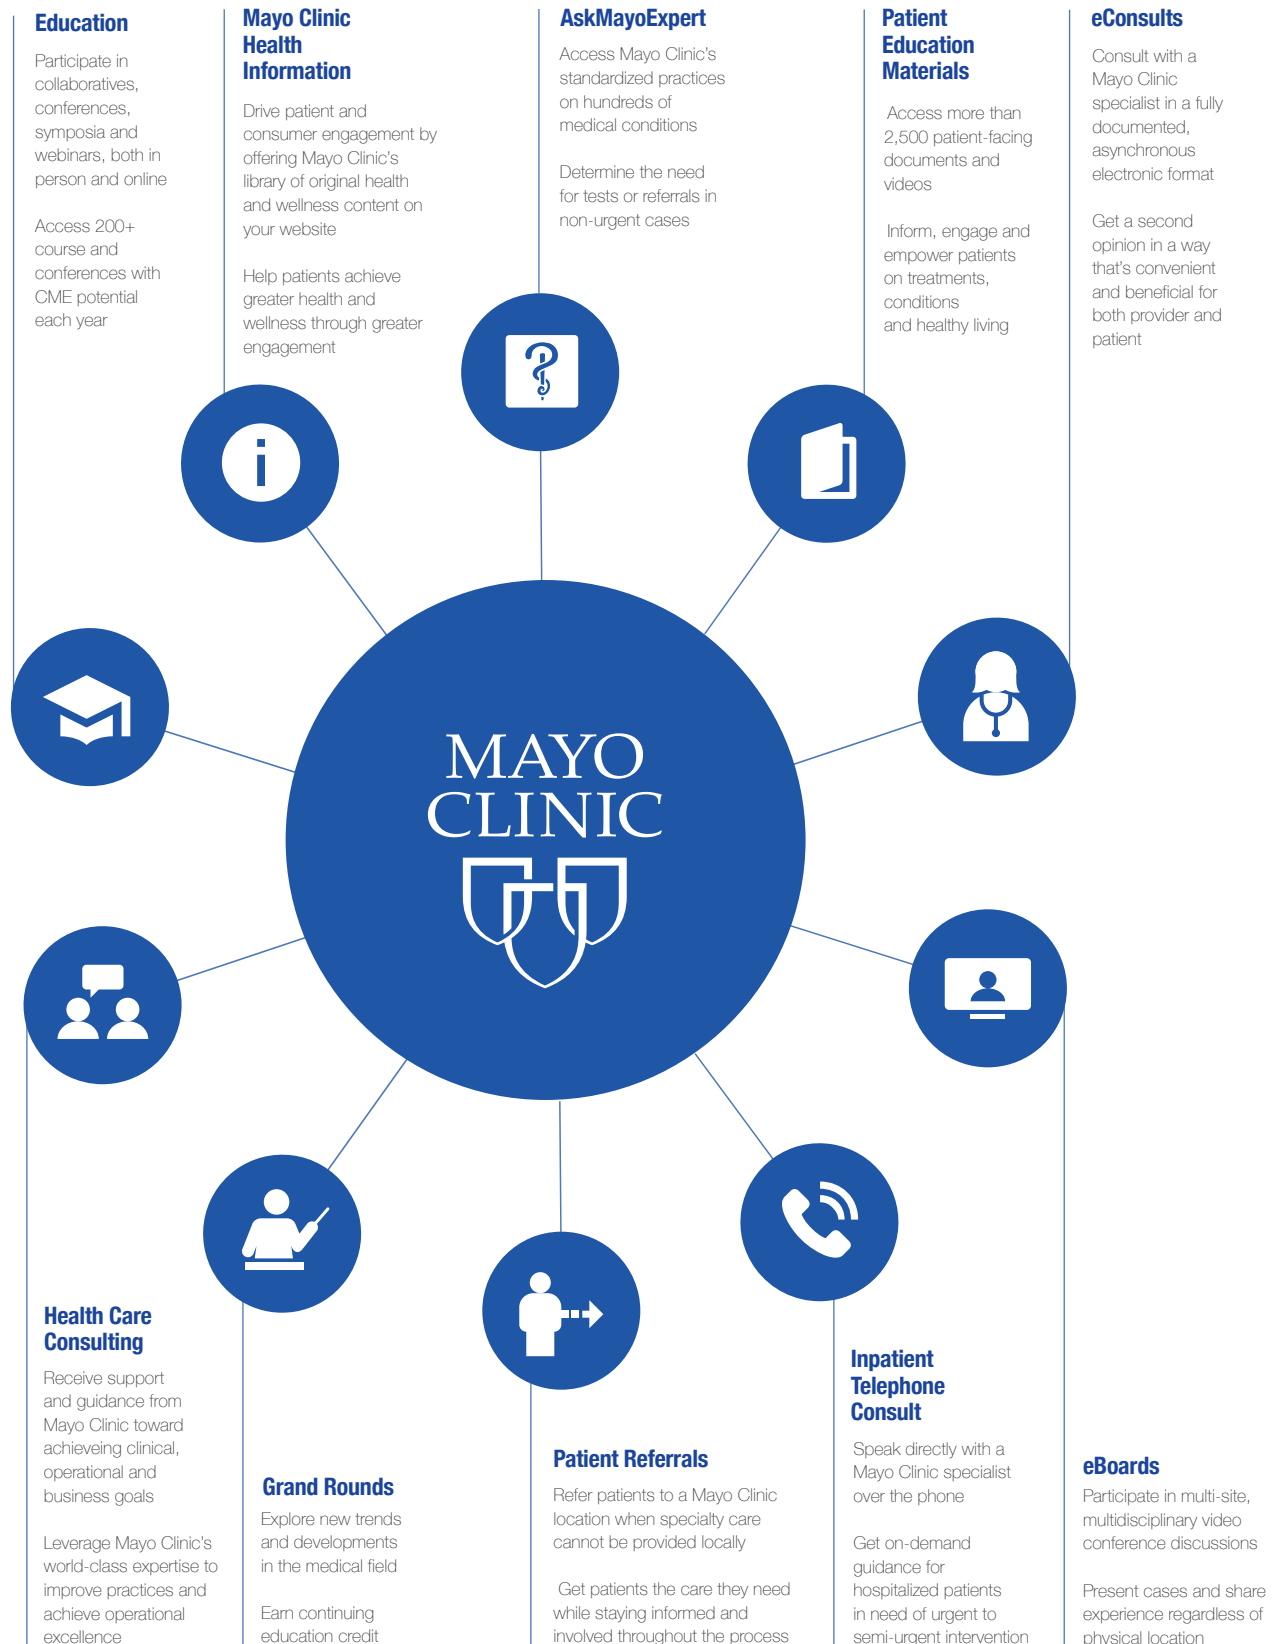 Education
Participate in
collaboratives,
conferences,
symposia and
webinars, both in
person and online
Access 200+
course and
conferences with
CME potential
each year
Mayo Clinic
Health
Information
Drive patient and
consumer engagement by
offering Mayo Clinic's
library of original health
and wellness content on
your website
Help patients achieve
greater health and
wellness through greater
engagement
AskMayoExpert
Access Mayo Clinic's
standardized practices
on hundreds of
medical conditions
Determine the need
for tests or referrals in
non-urgent cases
Patient
Education
Materials
Access more than
2,500 patient-facing
documents and
videos
Inform, engage and
empower patients
on treatments,
conditions
and healthy living
eConsults
Consult with a
Mayo Clinic
specialist in a fully
documented,
asynchronous
electronic format
Get a second
opinion in a way
that's convenient
and beneficial for
both provider and
patient
i
MAYO
CLINIC
Health Care
Consulting
Receive support
and guidance from
Mayo Clinic toward
achieveing clinical,
operational and
business goals
Leverage Mayo Clinic's
world-class expertise to
improve practices and
achieve operational
excellence
Grand Rounds
Explore new trends
and developments
in the medical field
Earn continuing
education credit
Patient Referrals
Refer patients to a Mayo Clinic
location when specialty care
cannot be provided locally
Get patients the care they need
while staying informed and
involved throughout the process
Inpatient
Telephone
Consult
Speak directly with a
Mayo Clinic specialist
over the phone
Get on-demand
guidance for
hospitalized patients
in need of urgent to
semi-urgent intervention
eBoards
Participate in multi-site,
multidisciplinary video
conference discussions
Present cases and share
experience regardless of
physical location